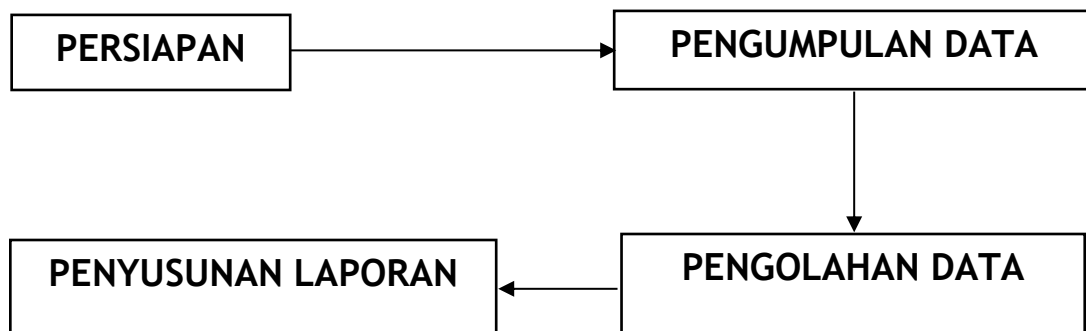 PERSIAPAN
PENGUMPULAN DATA
PENGOLAHAN DATA
PENYUSUNAN LAPORAN